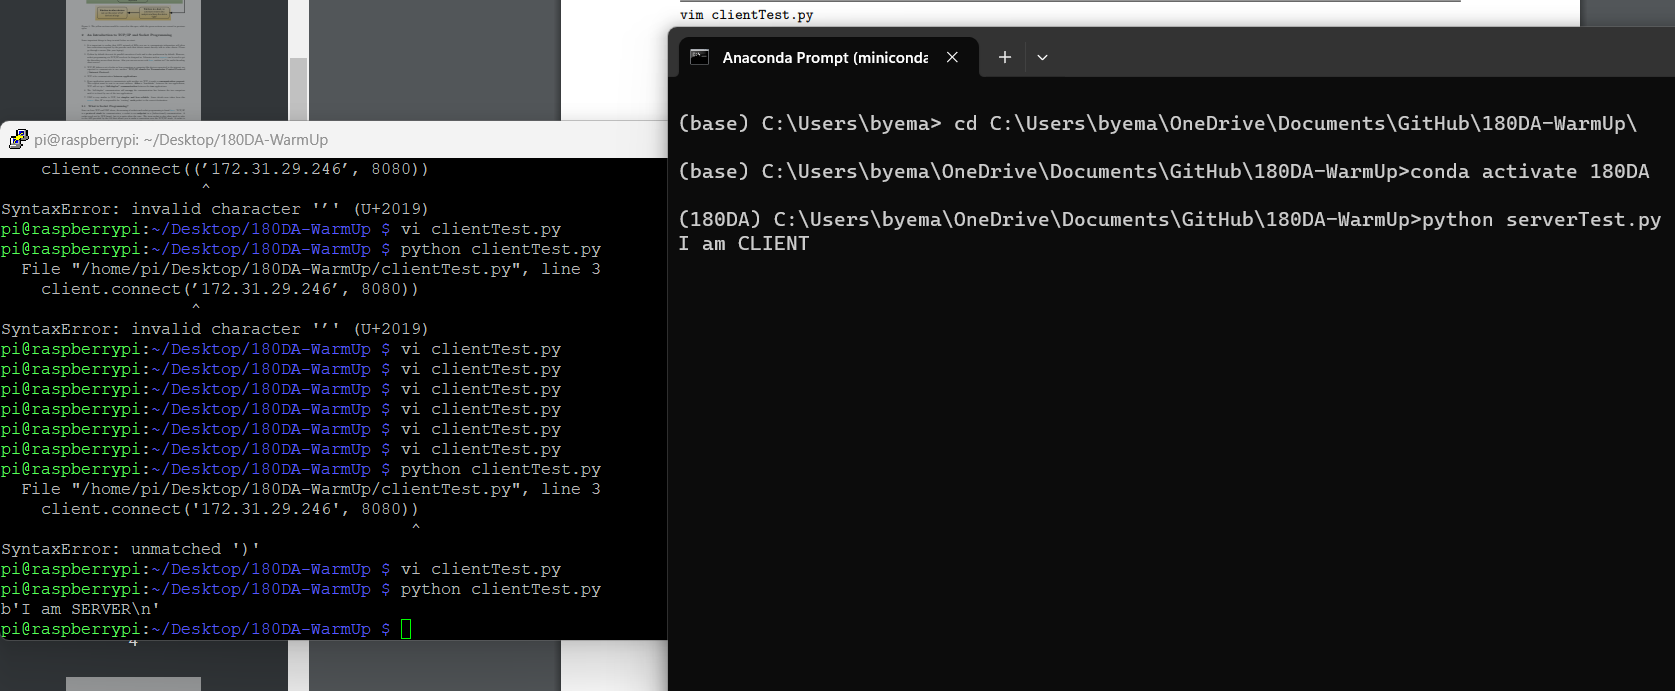 vim clientTest.py
Anaconda Prompt (miniconda
pi@raspberrypi: ~/Desktop/180DA-WarmUp
client.connect((’172.31.29.246’, 8080))
^
SyntaxError: invalid character '’' (U+2019)
pi@raspberrypi:~/Desktop/180DA-WarmUp $ vi clientTest.py
pi@raspberrypi:~/Desktop/180DA-WarmUp $ python clientTest.py
File "/home/pi/Desktop/180DA-WarmUp/clientTest.py", line 3
client.connect(’172.31.29.246’, 8080))
^
SyntaxError: invalid character '’' (U+2019)
pi@raspberrypi:~/Desktop/180DA-WarmUp $ vi clientTest.py
pi@raspberrypi:~/Desktop/180DA-WarmUp $ vi clientTest.py
pi@raspberrypi:~/Desktop/180DA-WarmUp $ vi clientTest.py
pi@raspberrypi:~/Desktop/180DA-WarmUp $ vi clientTest.py
pi@raspberrypi:~/Desktop/180DA-WarmUp $ vi clientTest.py
pi@raspberrypi:~/Desktop/180DA-WarmUp $ vi clientTest.py
pi@raspberrypi:~/Desktop/180DA-WarmUp $ python clientTest.py
File "/home/pi/Desktop/180DA-WarmUp/clientTest.py", line 3
client.connect('172.31.29.246', 8080))
^
SyntaxError: unmatched ')'
pi@raspberrypi:~/Desktop/180DA-WarmUp $ vi clientTest.py
pi@raspberrypi:~/Desktop/180DA-WarmUp $ python clientTest.py
b'I am SERVER\n'
pi@raspberrypi:~/Desktop/180DA-WarmUp $
4
(base) C:\Users\byema> cd C:\Users\byema\OneDrive\Documents\GitHub\180DA-WarmUp\
(base) C:\Users\byema\OneDrive\Documents\GitHub\180DA-WarmUp>conda activate 180DA
(180DA) C:\Users\byema\OneDrive\Documents\GitHub\180DA-WarmUp>python serverTest.py
I am CLIENT